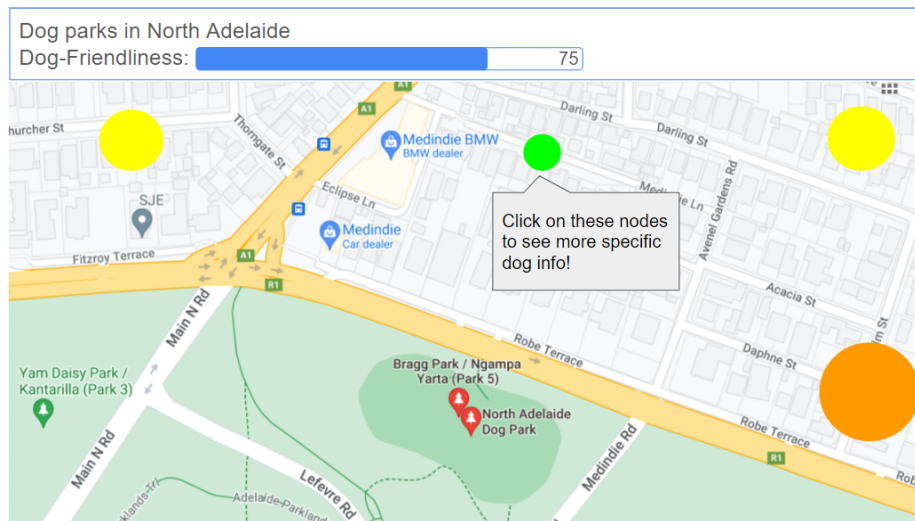 Dog parks in North Adelaide
Dog-Friendliness: 75
A1
Churcher St
A1
Darling St
Darling St
Thorngate St
Medindie BMW
BMW dealer
Medindie Ln
Avenel Gardens Rd
SJE
Eclipse Ln
Click on these nodes
to see more specific
dog info!
Medindie
Car dealer
Fitzroy Terrace
A1
R1
Acacia St
Main N Rd
Robe Terrace
Daphne St
Yam Daisy Park /
Kantarilla (Park 3)
Bragg Park / Ngampa
Yarta (Park 5)
North Adelaide
Dog Park
Robe Terrace
Main N Rd
Medindie Rd
R1
Lefevre Rd
Adelaide-Parkland